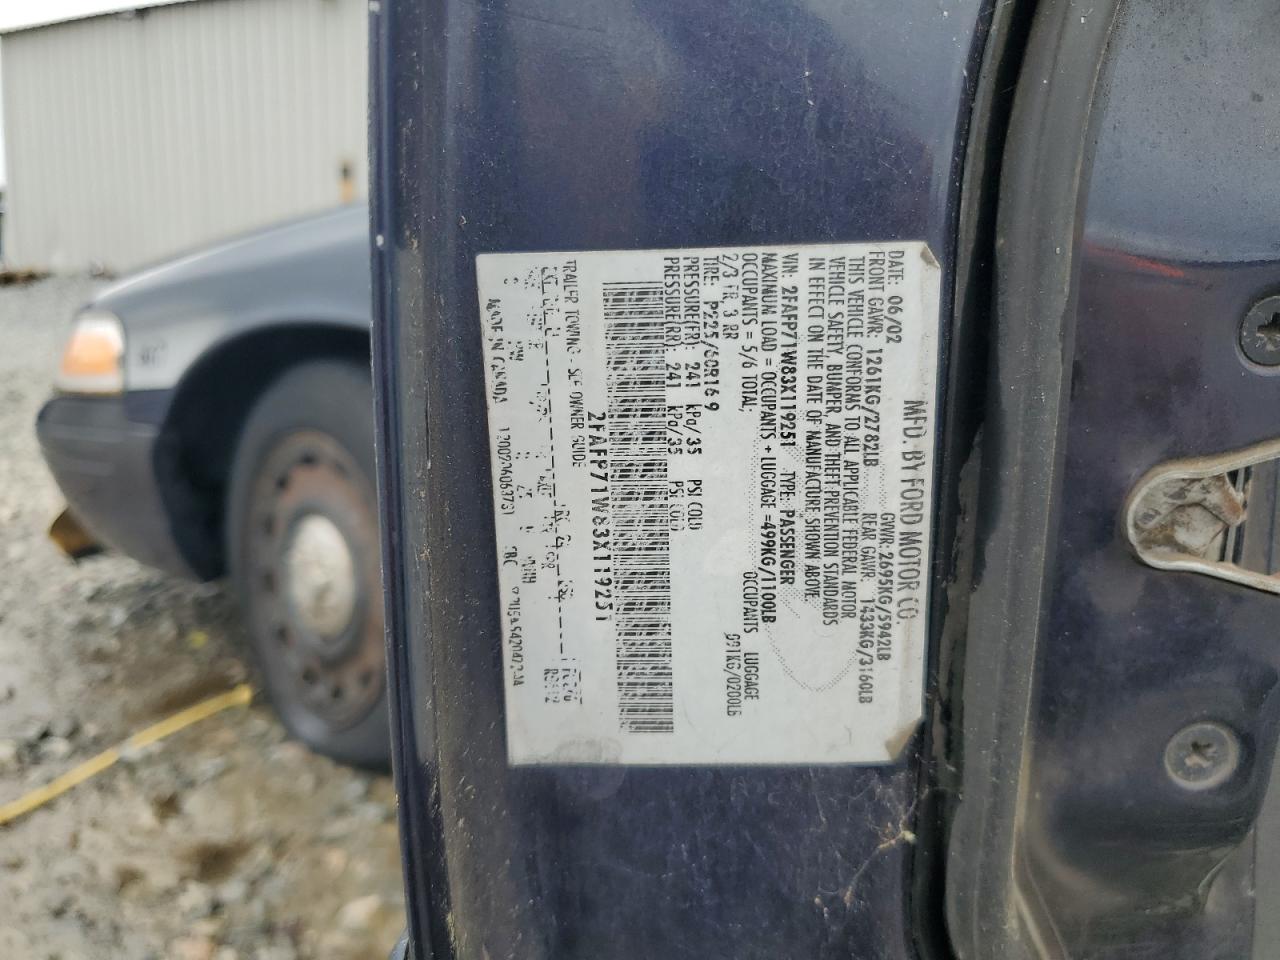 MFD. BY FORD MOTOR CO.
DATE: 06/02 GVWR: 2695KG/5942LB
FRONT GAWR: 1261KG/2782LB REAR GAWR: 1433KG/3160LB
THIS VEHICLE CONFORMS TO ALL APPLICABLE FEDERAL MOTOR
VEHICLE SAFETY, BUMPER, AND THEFT PREVENTION STANDARDS
IN EFFECT ON THE DATE OF MANUFACTURE SHOWN ABOVE.
VIN: 2FAFP71W83X119251 TYPE: PASSENGER
MAXIMUM LOAD = OCCUPANTS + LUGGAGE =499KG/1100LB
OCCUPANTS = 5/6 TOTAL; OCCUPANTS LUGGAGE
2/3 FR 3 RR 091KG/0200LB
TIRE: P225/60R16 9
PRESSURE(FR): 241 kPa/35 PSI COLD
PRESSURE(RR): 241 kPa/35 PSI COLD
2FAFP71W83X119251
TRAILER TOWING - SEE OWNER GUIDE
MADE IN CANADA